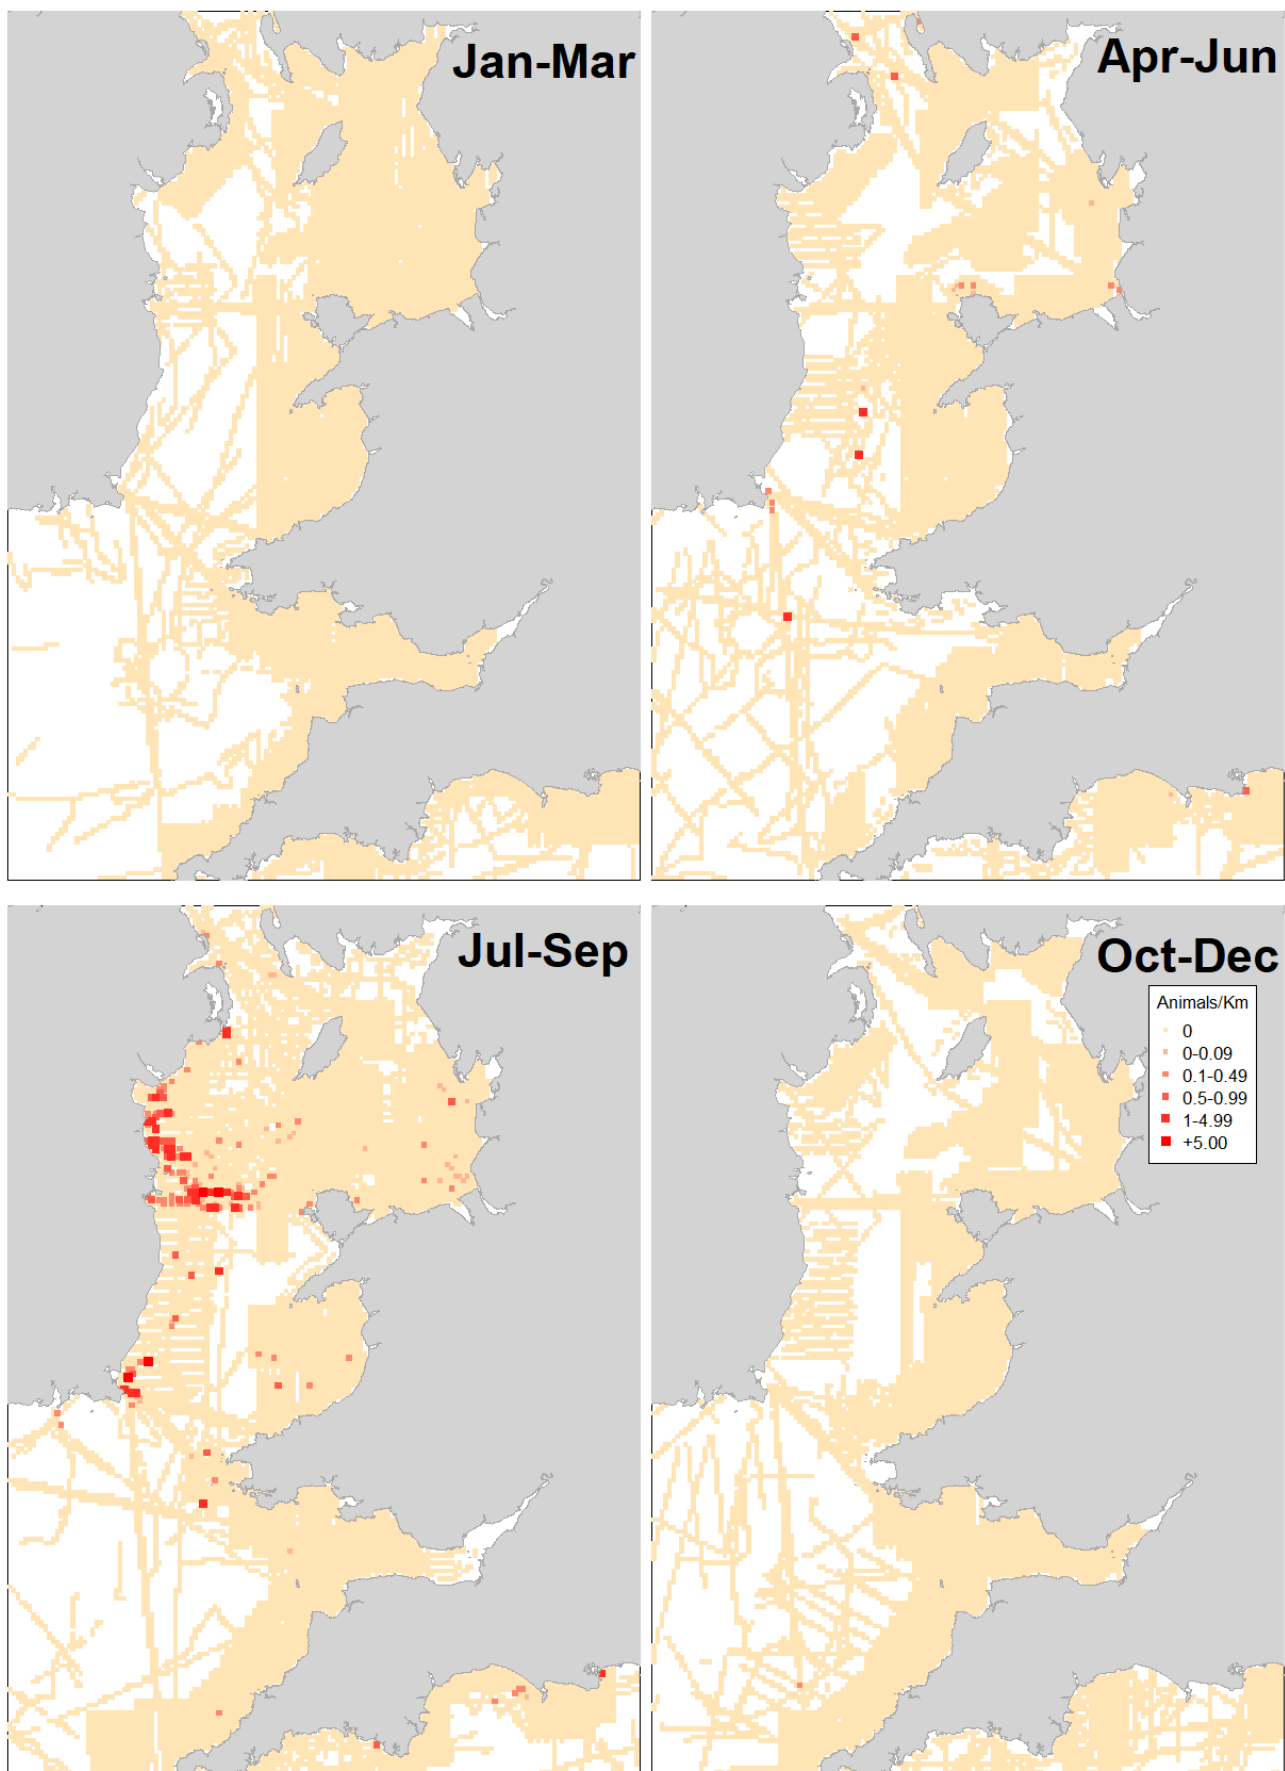 Jan-Mar
Apr-Jun
Jul-Sep
Oct-Dec
Animals/Km
0
0-0.09
0.1-0.49
0.5-0.99
1-4.99
+5.00